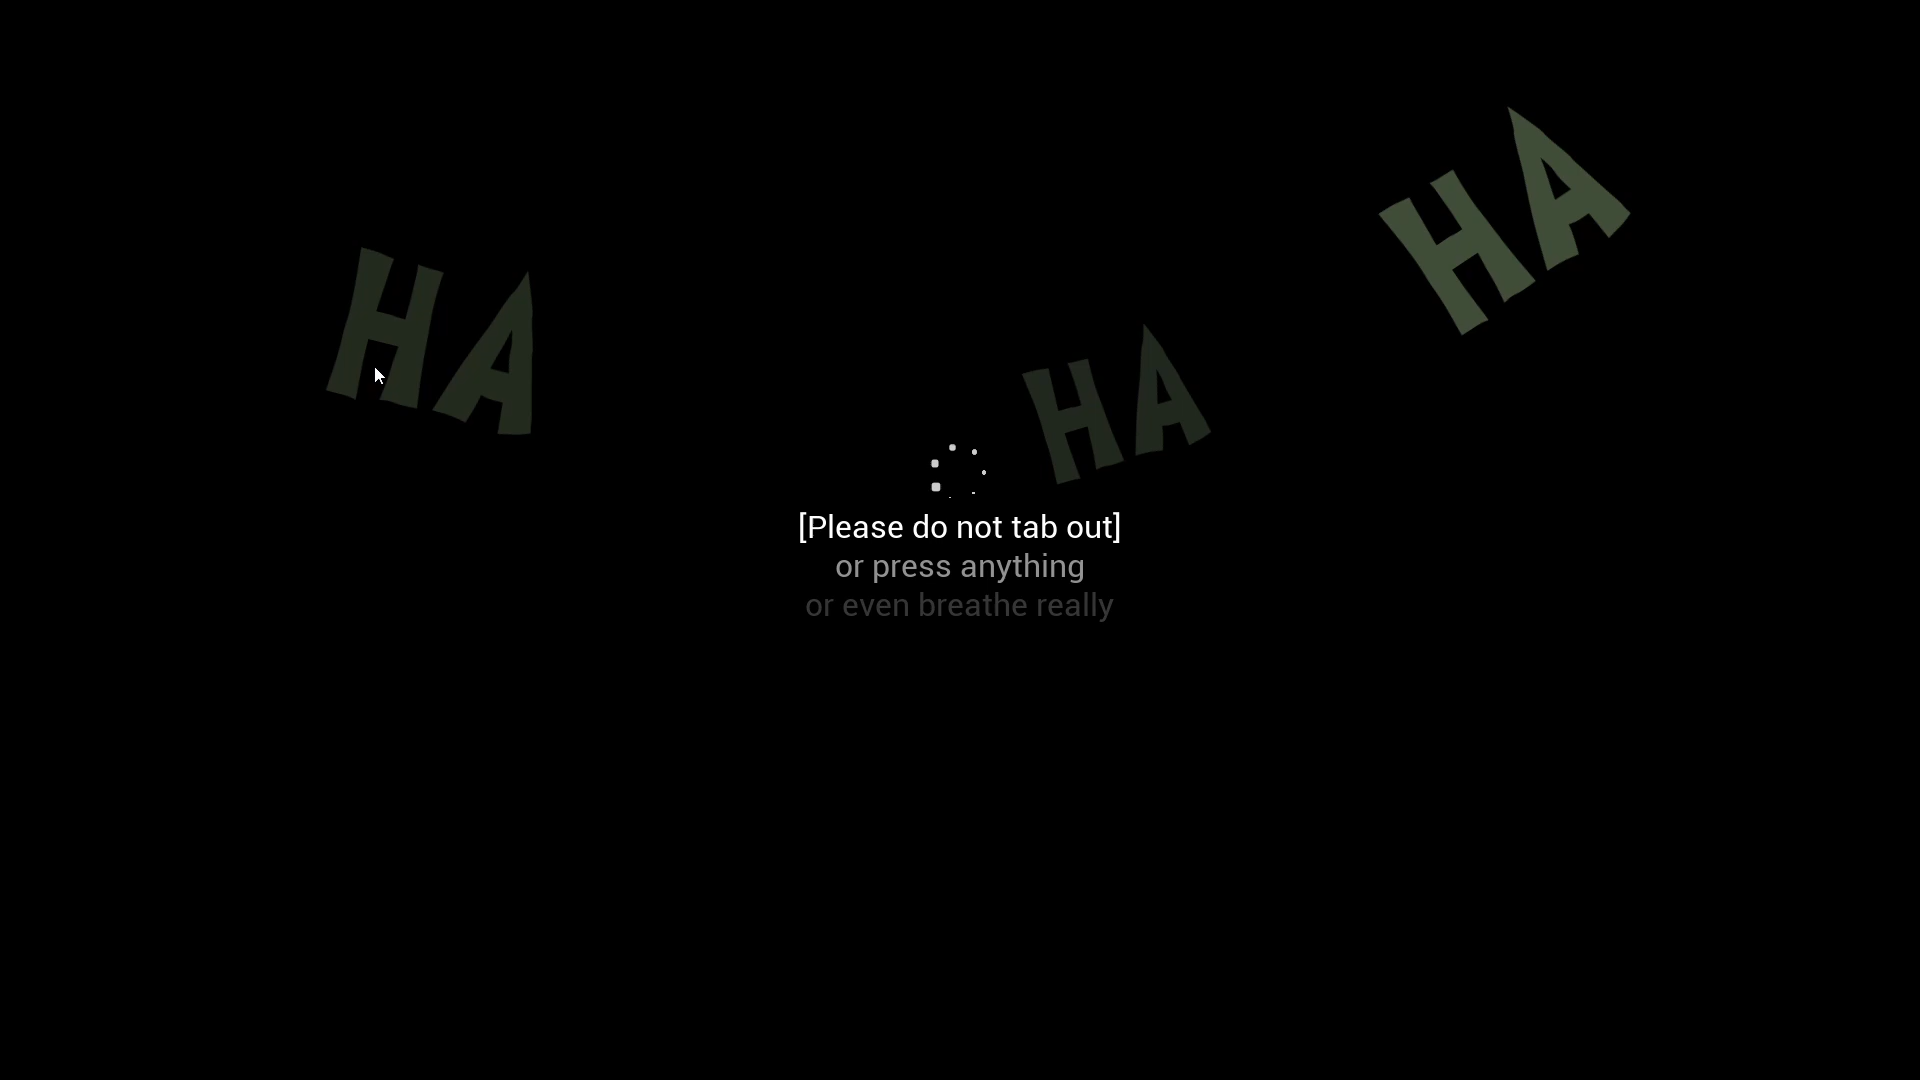 HA
HA
HA
[Please do not tab out]
or press anything
or even breathe really